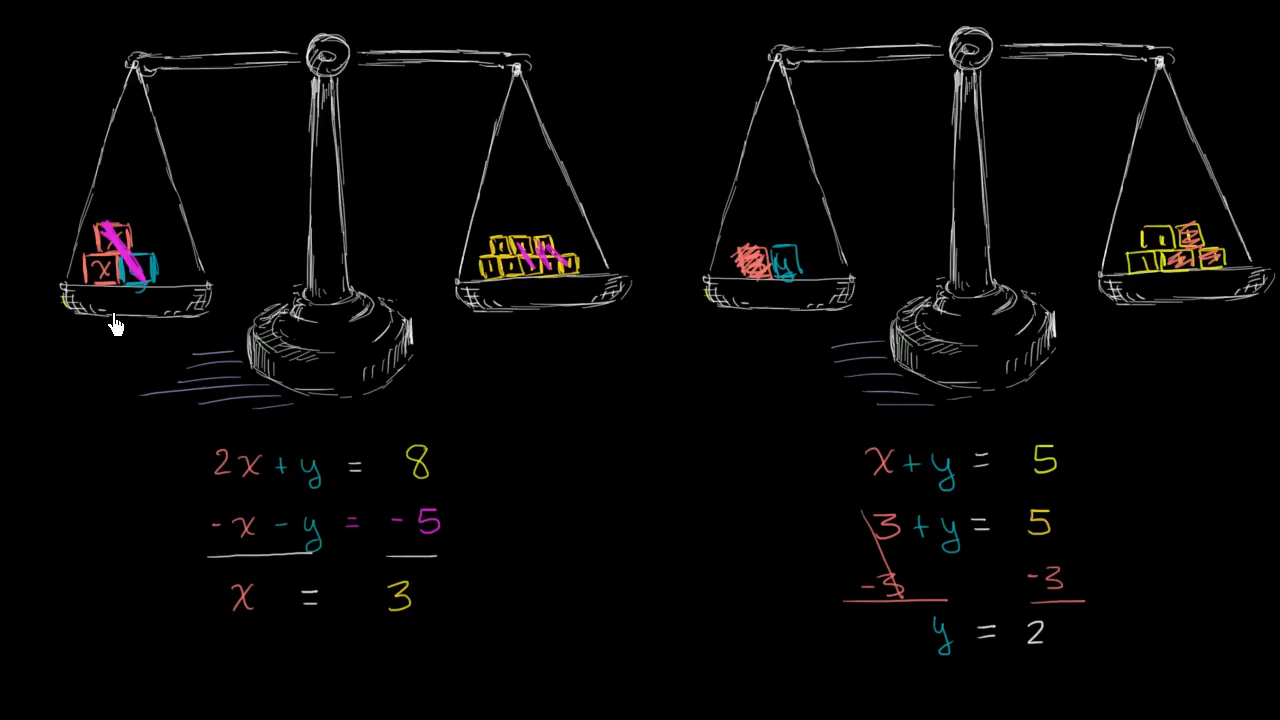 x
x
y
2x + y = 8
- x - y = - 5
x = 3
x + y = 5
3 + y = 5
-3 -3
y = 2